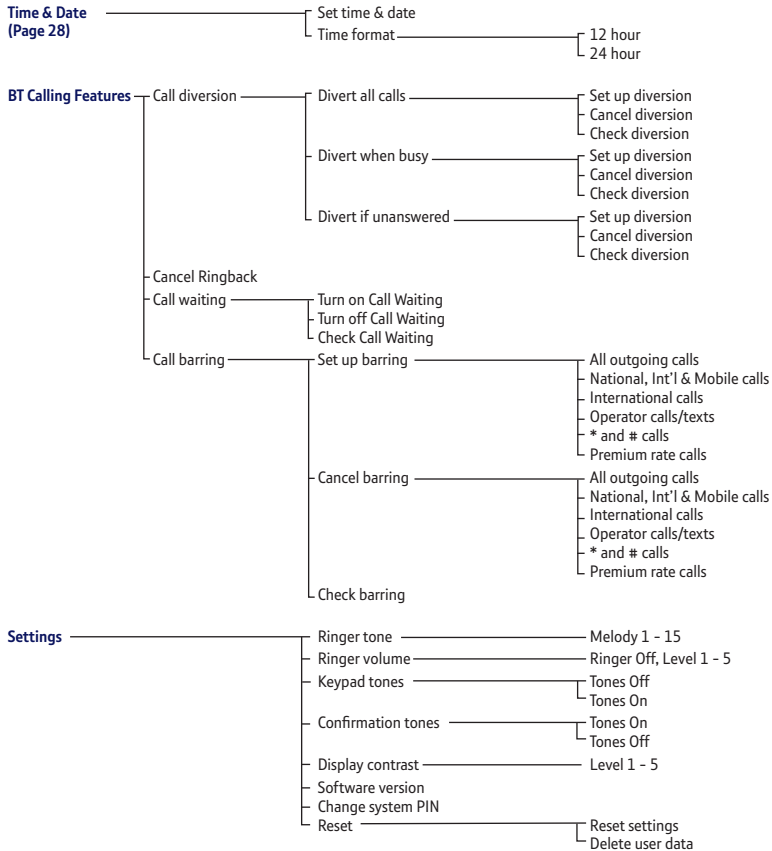 Time & Date
(Page 28)
Set time & date
Time format
12 hour
24 hour
BT Calling Features
Call diversion
Divert all calls
Set up diversion
Cancel diversion
Check diversion
Divert when busy
Set up diversion
Cancel diversion
Check diversion
Divert if unanswered
Set up diversion
Cancel diversion
Check diversion
Cancel Ringback
Call waiting
Turn on Call Waiting
Turn off Call Waiting
Check Call Waiting
Call barring
Set up barring
All outgoing calls
National, Int'l & Mobile calls
International calls
Operator calls/texts
* and # calls
Premium rate calls
Cancel barring
All outgoing calls
National, Int'l & Mobile calls
International calls
Operator calls/texts
* and # calls
Premium rate calls
Check barring
Settings
Ringer tone
Melody 1 - 15
Ringer volume
Ringer Off, Level 1 - 5
Keypad tones
Tones Off
Tones On
Confirmation tones
Tones On
Tones Off
Display contrast
Level 1 - 5
Software version
Change system PIN
Reset
Reset settings
Delete user data